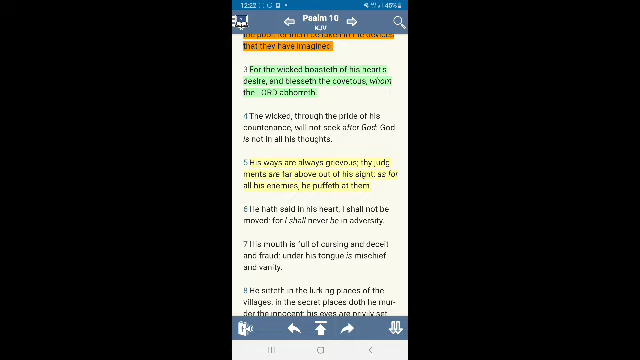 12:22
45%
Psalm 10
KJV
that they have imagined.
3 For the wicked boasteth of his heart's
desire, and blesseth the covetous, whom
the LORD abhorreth.
4 The wicked, through the pride of his
countenance, will not seek after God: God
is not in all his thoughts.
5 His ways are always grievous; thy judg
ments are far above out of his sight: as for
all his enemies, he puffeth at them.
6 He hath said in his heart, I shall not be
moved: for I shall never be in adversity.
7 His mouth is full of cursing and deceit
and fraud: under his tongue is mischief
and vanity.
8 He sitteth in the lurking places of the
villages: in the secret places doth he mur-
der the innocent: his eyes are privily set